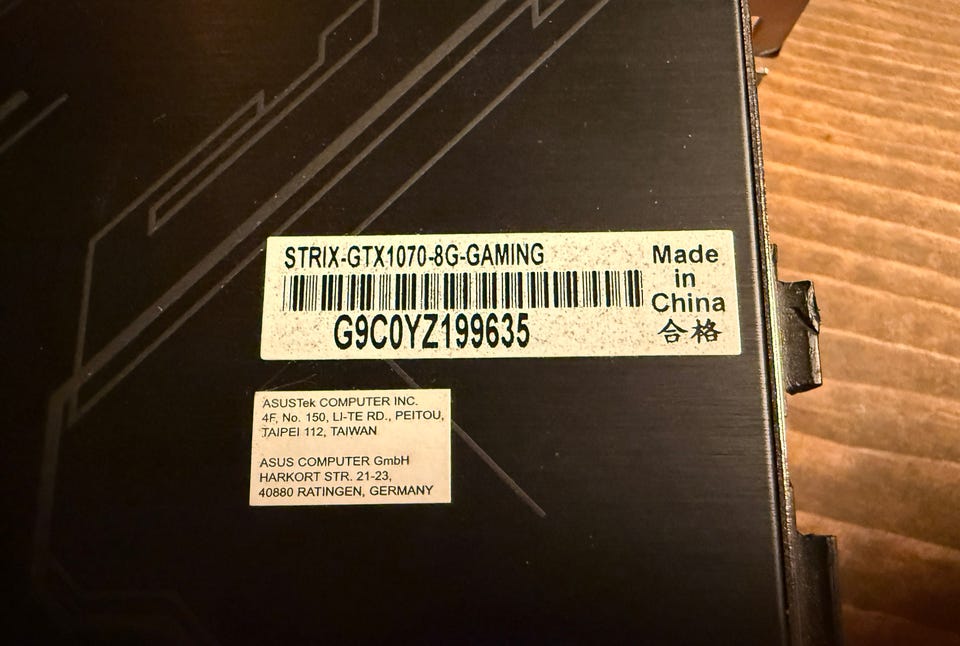 STRIX-GTX1070-8G-GAMING
G9C0YZ199635
Made
in
China
合格
ASUSTek COMPUTER INC.
4F, No. 150, LI-TE RD., PEITOU,
TAIPEI 112, TAIWAN
ASUS COMPUTER GmbH
HARKORT STR. 21-23,
40880 RATINGEN, GERMANY